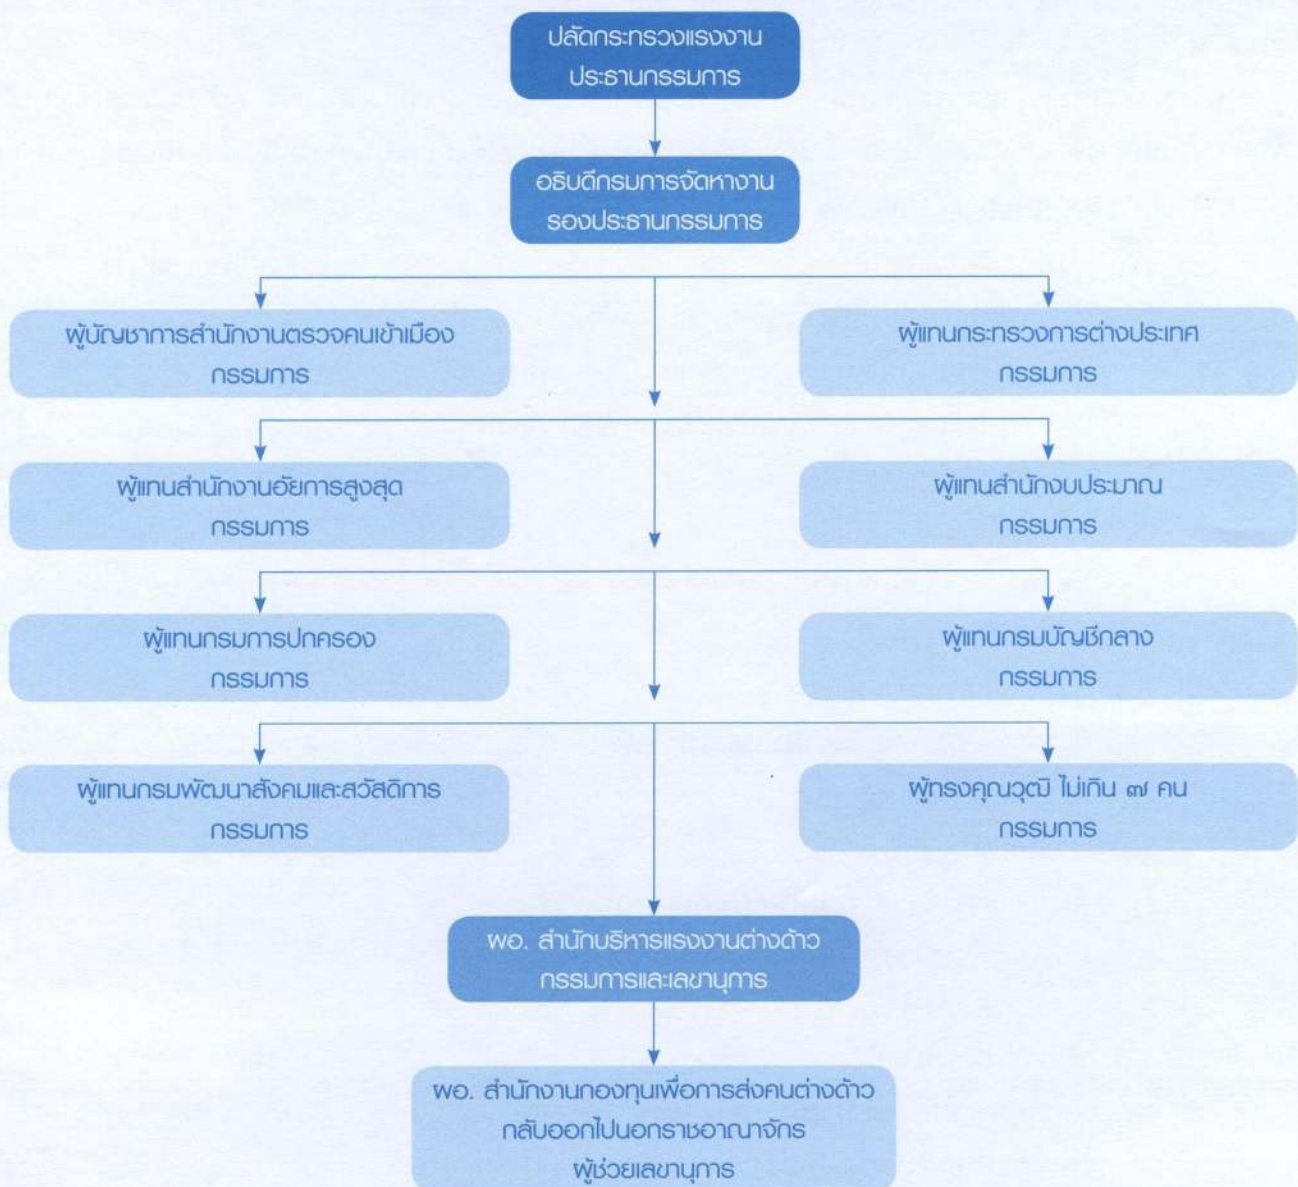 ปลัดกระทรวงแรงงาน
ประธานกรรมการ
อธิบดีกรมการจัดหางาน
รองประธานกรรมการ
ผู้บัญชาการสำนักงานตรวจคนเข้าเมือง
กรรมการ
ผู้แทนกระทรวงการต่างประเทศ
กรรมการ
ผู้แทนสำนักงานอัยการสูงสุด
กรรมการ
ผู้แทนสำนักงบประมาณ
กรรมการ
ผู้แทนกรมการปกครอง
กรรมการ
ผู้แทนกรมบัญชีกลาง
กรรมการ
ผู้แทนกรมพัฒนาสังคมและสวัสดิการ
กรรมการ
ผู้ทรงคุณวุฒิ ไม่เกิน ๗ คน
กรรมการ
ผอ. สำนักบริหารแรงงานต่างด้าว
กรรมการและเลขานุการ
ผอ. สำนักงานกองทุนเพื่อการส่งคนต่างด้าว
กลับออกไปนอกราชอาณาจักร
ผู้ช่วยเลขานุการ